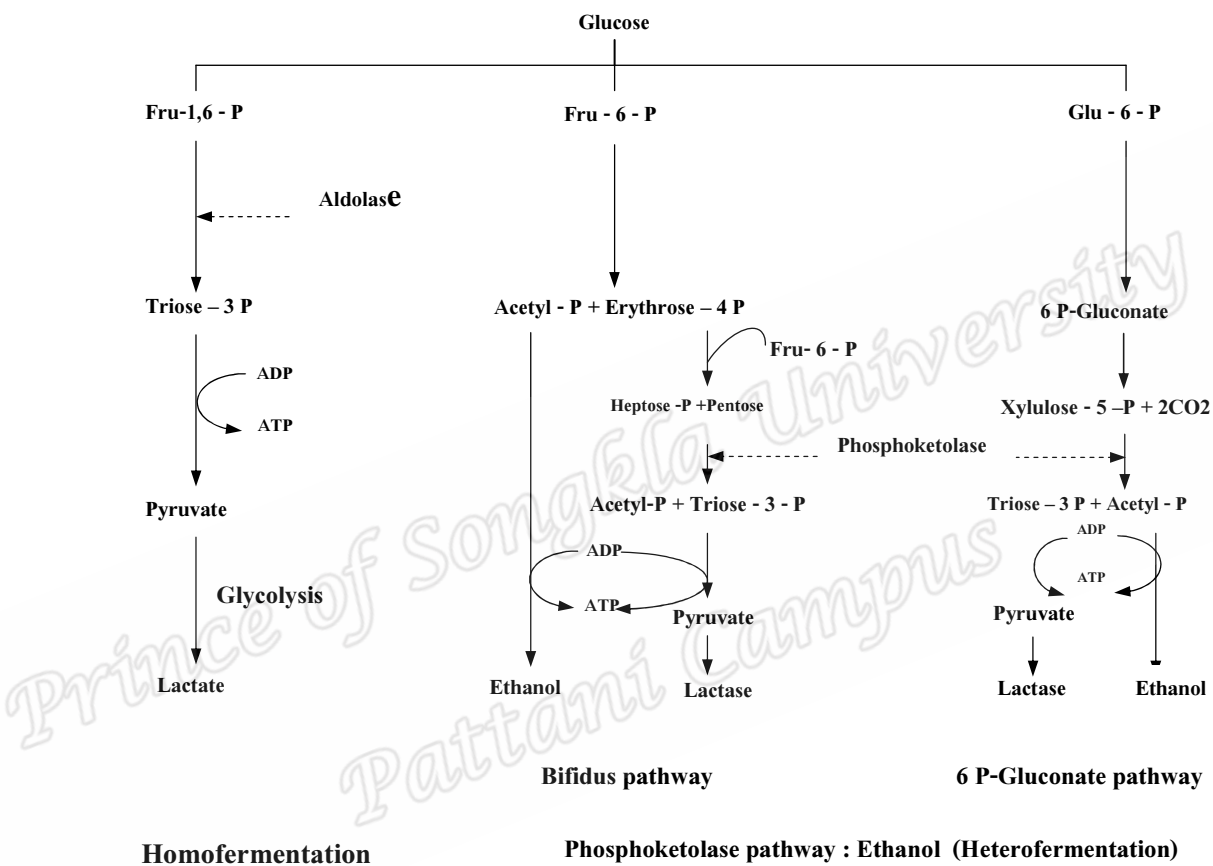 Glucose
Fru-1,6 - P
Fru - 6 - P
Glu - 6 - P
Aldolase
Triose – 3 P
Acetyl - P + Erythrose – 4 P
6 P-Gluconate
Fru- 6 - P
ADP
ATP
Heptose -P +Pentose
Xylulose - 5 –P + 2CO2
Phosphoketolase
Pyruvate
Acetyl-P + Triose - 3 - P
Triose – 3 P + Acetyl - P
ADP
ATP
ADP
ATP
Glycolysis
Pyruvate
Pyruvate
Lactate
Ethanol
Lactase
Lactase
Ethanol
Bifidus pathway
6 P-Gluconate pathway
Homofermentation
Phosphoketolase pathway : Ethanol (Heterofermentation)
Prince of Songkla University
Pattani Campus